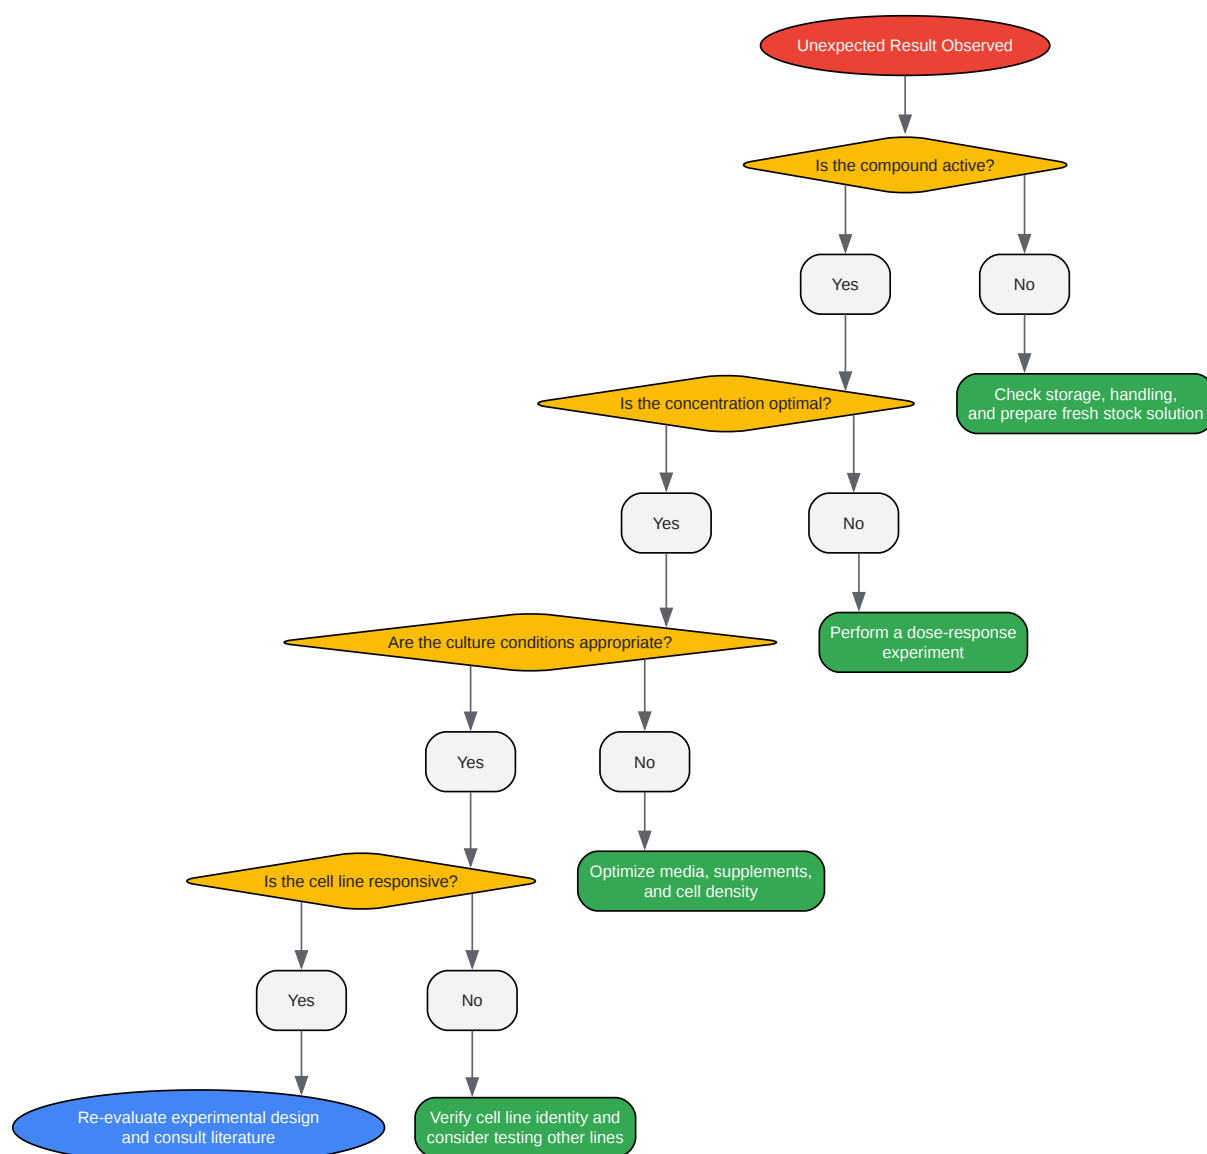 Unexpected Result Observed
Is the compound active?
Yes
No
Check storage, handling,
and prepare fresh stock solution
Is the concentration optimal?
Yes
No
Perform a dose-response
experiment
Are the culture conditions appropriate?
Yes
No
Optimize media, supplements,
and cell density
Is the cell line responsive?
Yes
No
Re-evaluate experimental design
and consult literature
Verify cell line identity and
consider testing other lines